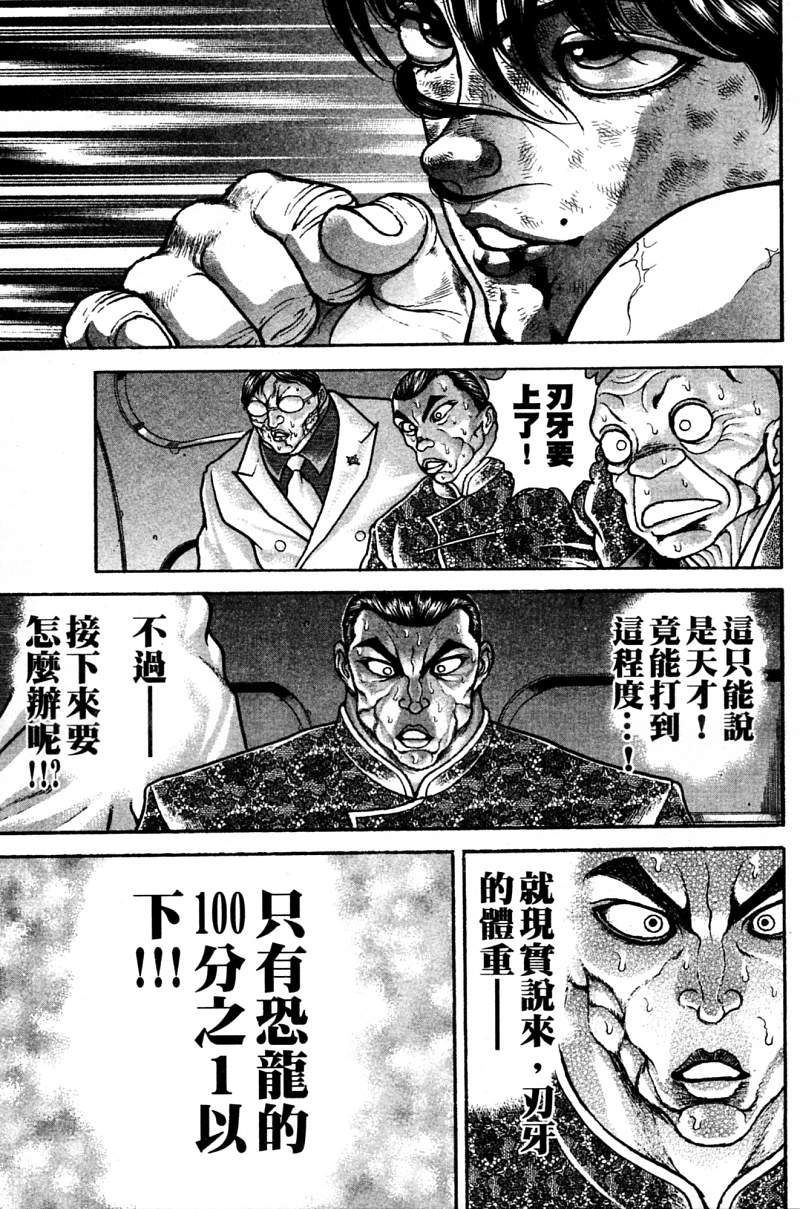 刃牙要
上了！
這只能說
是天才！
竟能打到
這程度…！
不過——
接下來要
怎麼辦呢!!?
就現實說來，刃牙
的體重——
只有恐龍的
100分之1以
下!!!